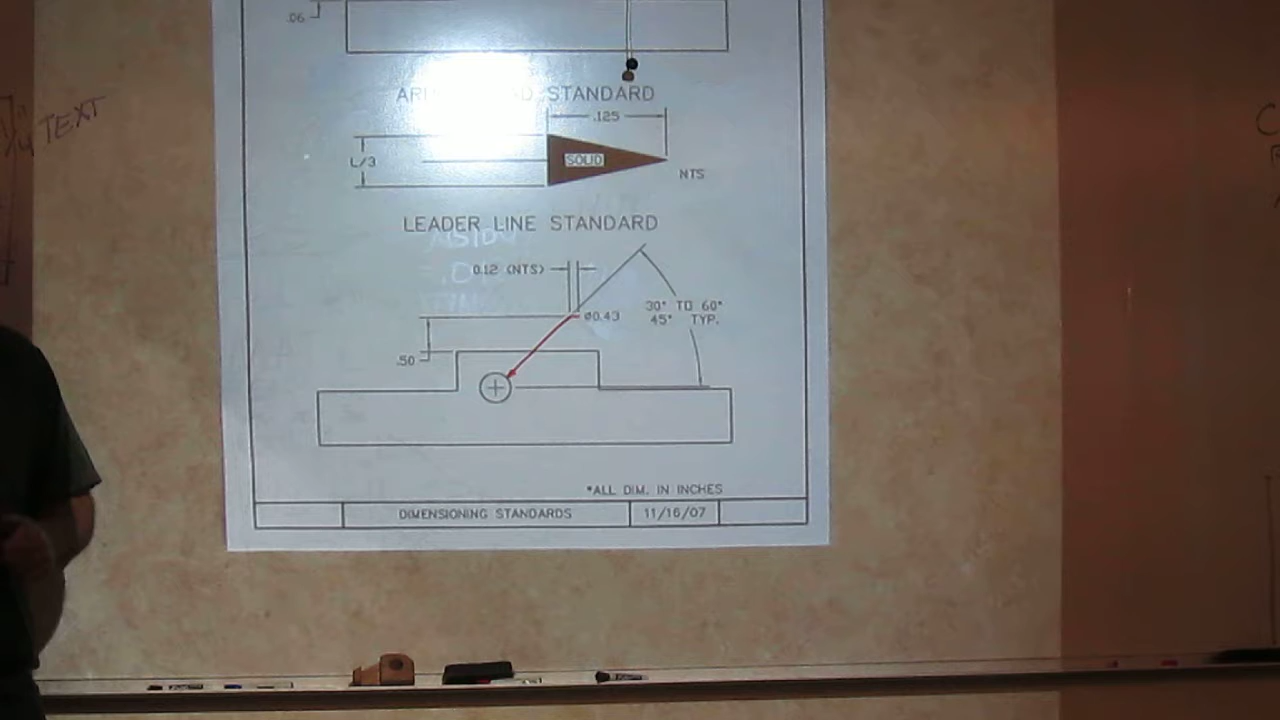 .06
TEXT
STANDARD
.125
L/3
SOLID
NTS
LEADER LINE STANDARD
0.12 (NTS)
30° TO 60°
45° TYP.
⌀0.43
.50
*ALL DIM. IN INCHES
DIMENSIONING STANDARDS
11/16/07